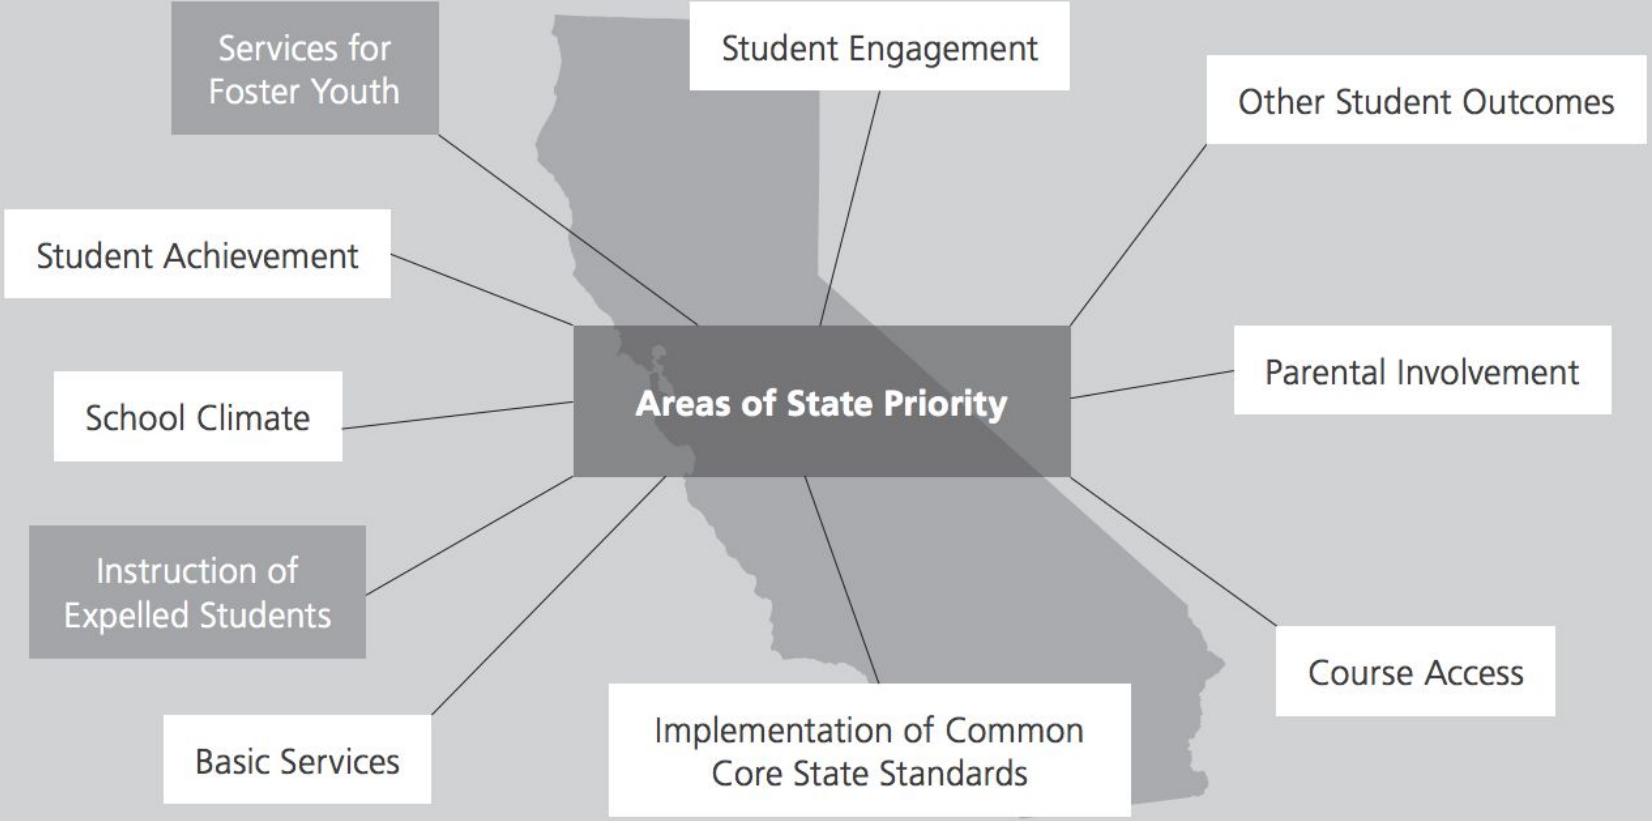 Services for
Foster Youth
Student Engagement
Other Student Outcomes
Student Achievement
Parental Involvement
School Climate
Areas of State Priority
Instruction of
Expelled Students
Course Access
Basic Services
Implementation of Common
Core State Standards